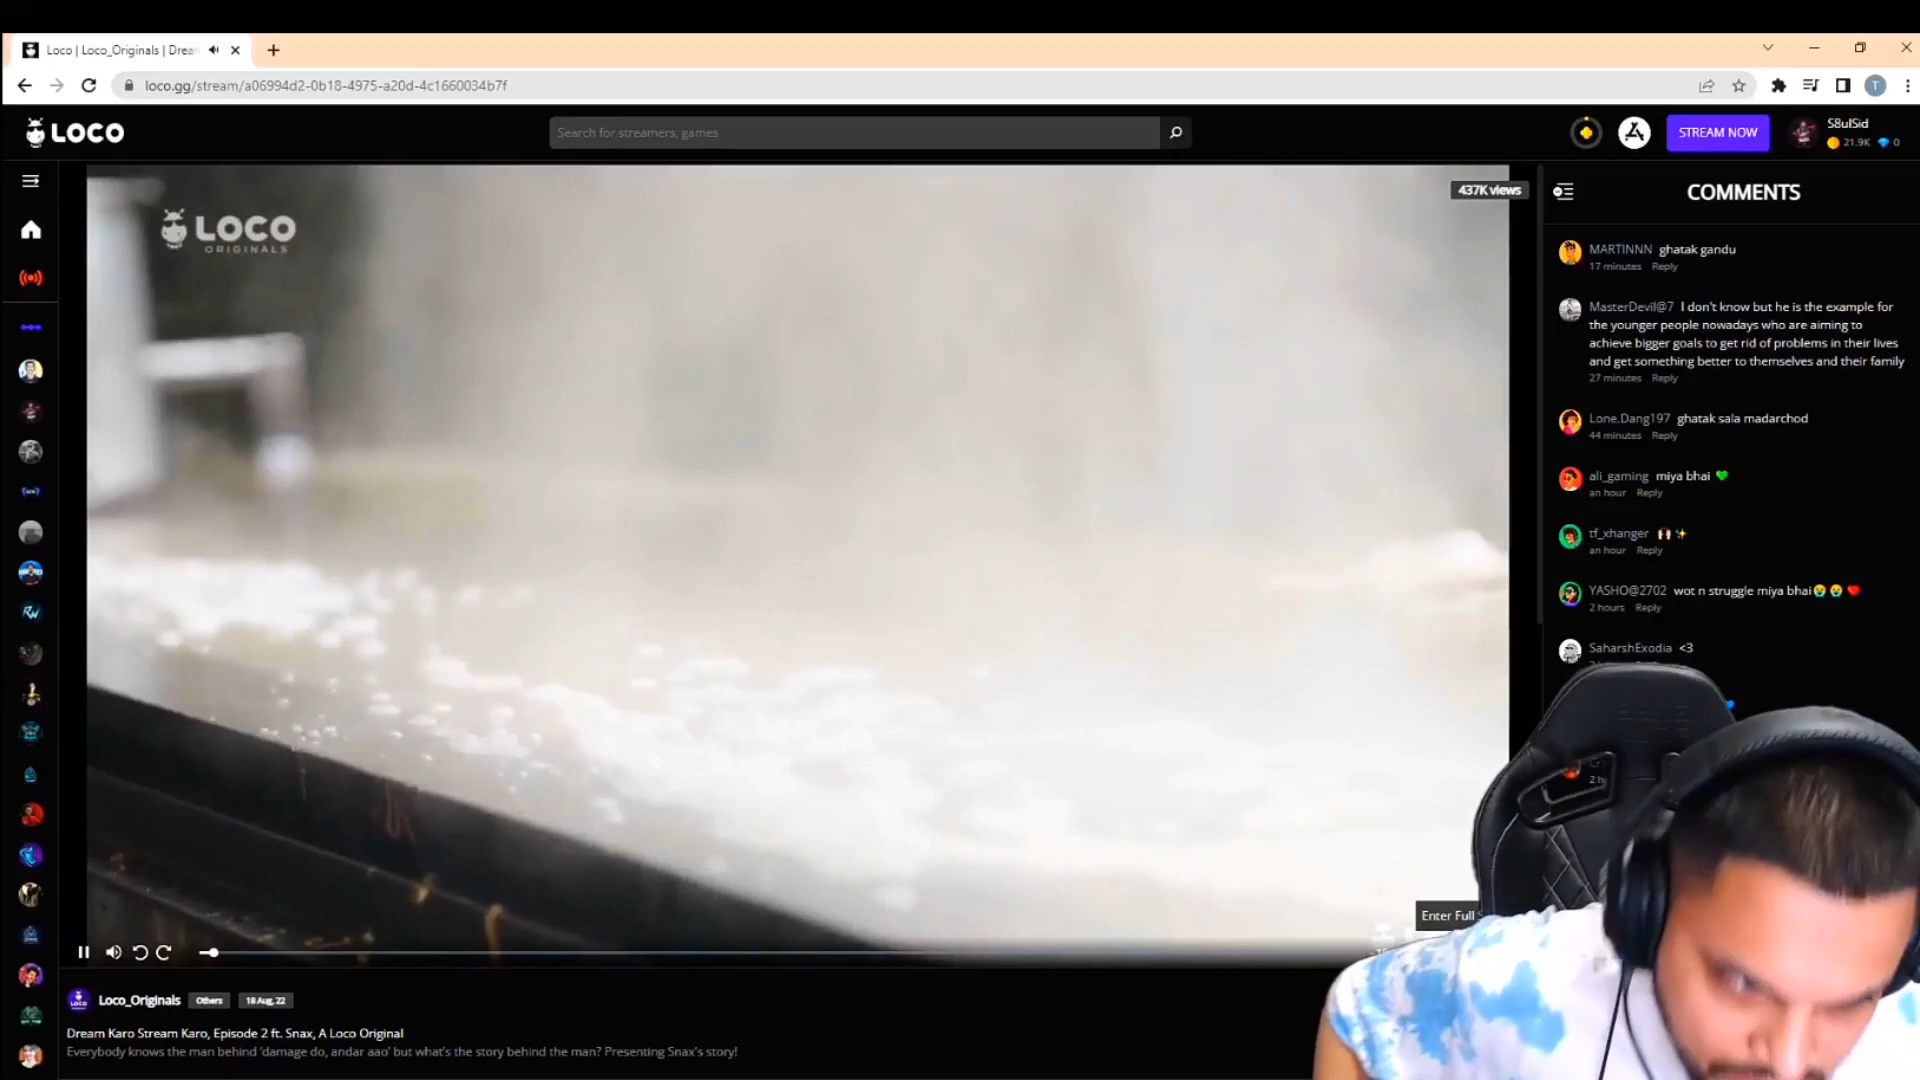 Loco | Loco_Originals | Drea
loco.gg/stream/a06994d2-0b18-4975-a20d-4c1660034b7f
LOCO
Search for streamers, games
STREAM NOW
S8ulSid
21.9K
0
LOCO
ORIGINALS
437K views
COMMENTS
MARTINNN ghatak gandu
17 minutes Reply
MasterDevil@7 I don't know but he is the example for
the younger people nowadays who are aiming to
achieve bigger goals to get rid of problems in their lives
and get something better to themselves and their family
27 minutes Reply
Lone.Dang197 ghatak sala madarchod
44 minutes Reply
ali_gaming miya bhai 💚
an hour Reply
tf_xhanger 🙌🏻✨
an hour Reply
YASHO@2702 wot n struggle miya bhai😭😭❤️
2 hours Reply
SaharshExodia <3
2 h
Enter Full
Loco_Originals Others 18 Aug, 22
Dream Karo Stream Karo, Episode 2 ft. Snax, A Loco Original
Everybody knows the man behind 'damage do, andar aao' but what's the story behind the man? Presenting Snax's story!